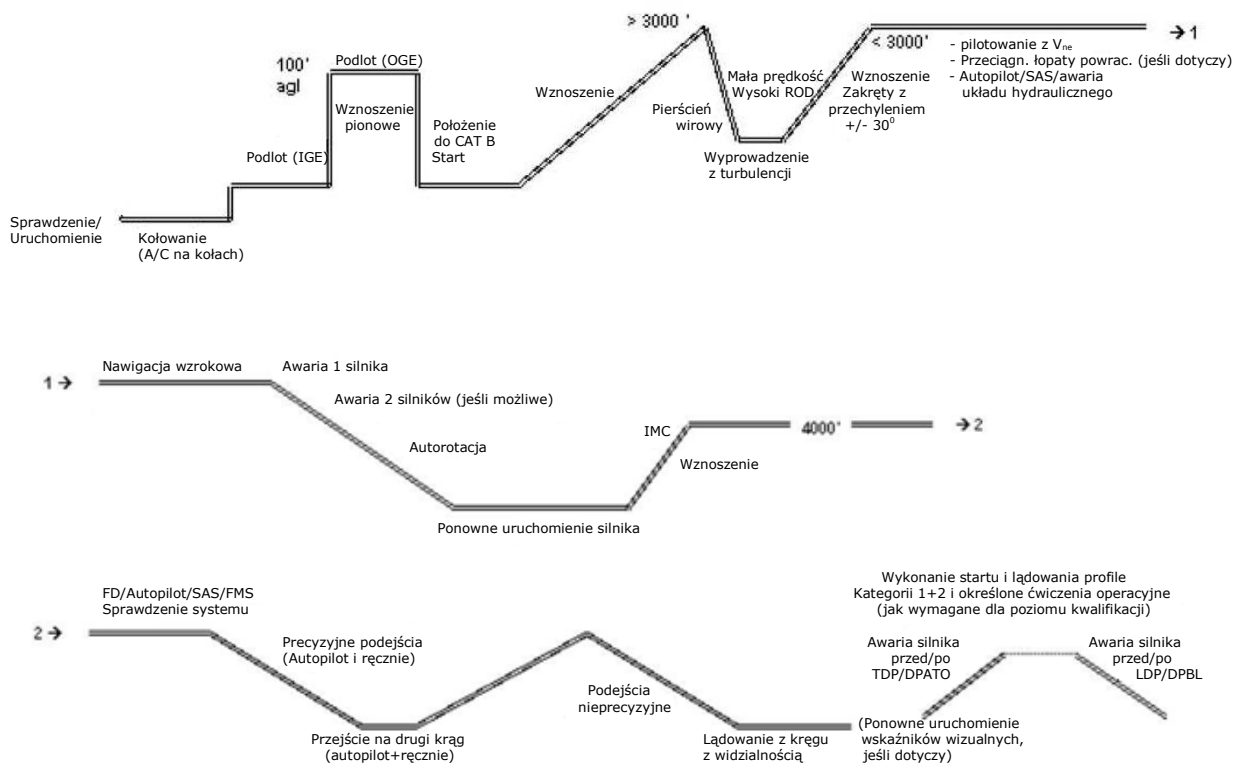 Sprawdzenie/
Uruchomienie
Kołowanie
(A/C na kołach)
Podlot (IGE)
100'
agl
Podlot (OGE)
Wznoszenie
pionowe
Położenie
do CAT B
Start
Wznoszenie
> 3000 '
Pierścień
wirowy
Mała prędkość
Wysoki ROD
Wyprowadzenie
z turbulencji
Wznoszenie
Zakręty z
przechyleniem
+/- 30⁰
< 3000'
- pilotowanie z Vne
- Przeciągn. łopaty powrac. (jeśli dotyczy)
- Autopilot/SAS/awaria
układu hydraulicznego
→ 1
1 →
Nawigacja wzrokowa
Awaria 1 silnika
Awaria 2 silników (jeśli możliwe)
Autorotacja
Ponowne uruchomienie silnika
IMC
Wznoszenie
4000'
→ 2
2 →
FD/Autopilot/SAS/FMS
Sprawdzenie systemu
Precyzyjne podejścia
(Autopilot i ręcznie)
Przejście na drugi krąg
(autopilot+ręcznie)
Podejścia
nieprecyzyjne
Lądowanie z kręgu
z widzialnością
Wykonanie startu i lądowania profile
Kategorii 1+2 i określone ćwiczenia operacyjne
(jak wymagane dla poziomu kwalifikacji)
Awaria silnika
przed/po
TDP/DPATO
Awaria silnika
przed/po
LDP/DPBL
(Ponowne uruchomienie
wskaźników wizualnych,
jeśli dotyczy)